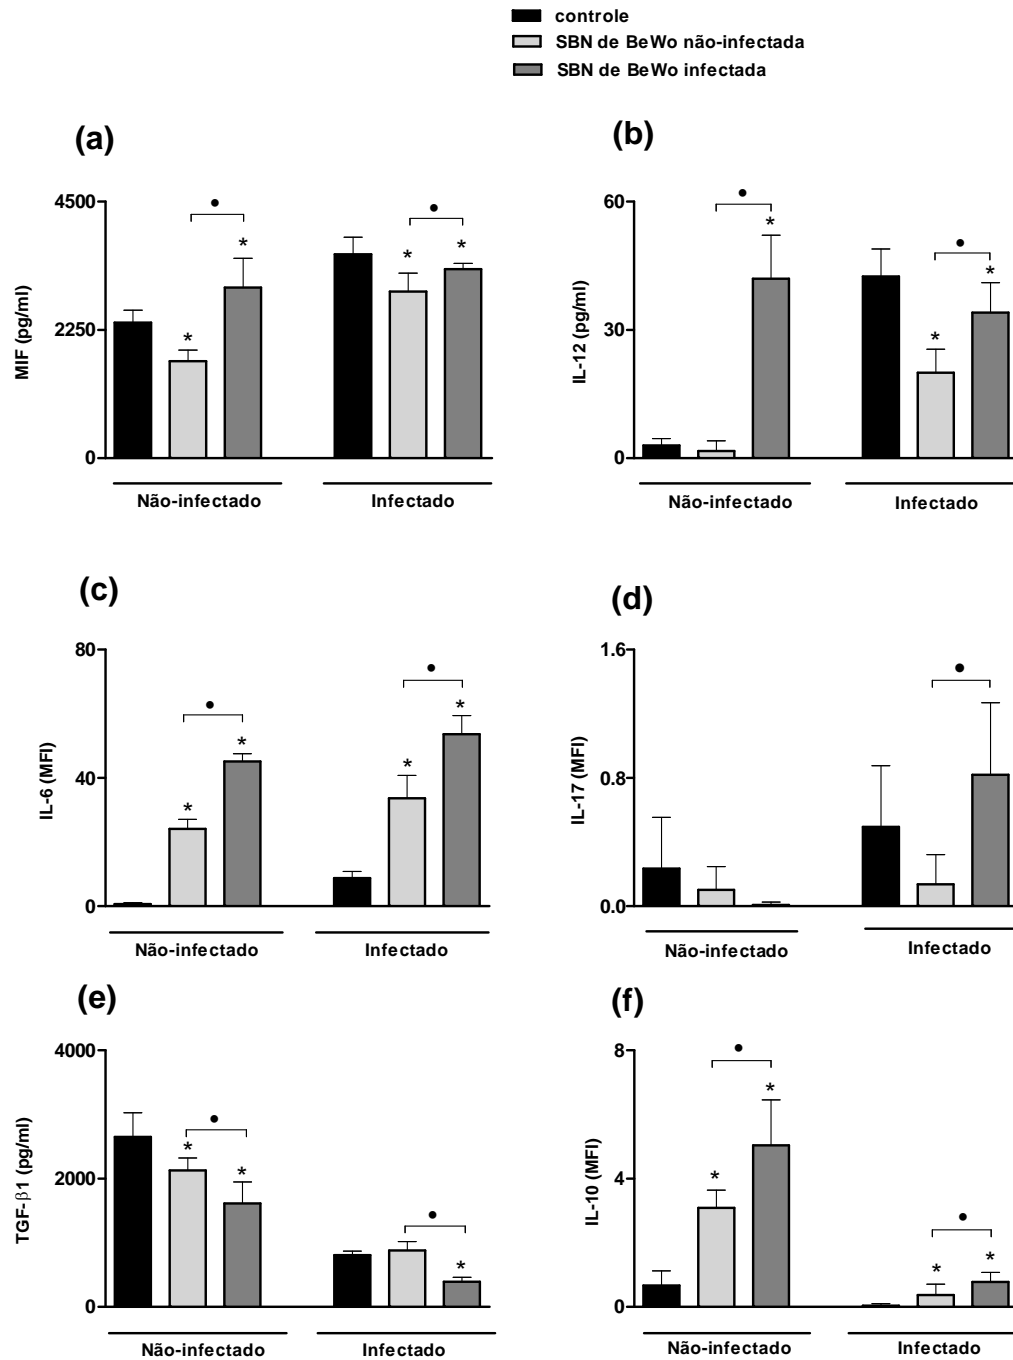 controle
SBN de BeWo não-infectada
SBN de BeWo infectada
(a)
4500
2250
0
MIF (pg/ml)
* * * *
Não-infectado
Infectado
(b)
60
30
0
IL-12 (pg/ml)
* * *
Não-infectado
Infectado
(c)
80
40
0
IL-6 (MFI)
* * * *
Não-infectado
Infectado
(d)
1.6
0.8
0.0
IL-17 (MFI)
Não-infectado
Infectado
(e)
4000
2000
0
TGF-β1 (pg/ml)
* * *
Não-infectado
Infectado
(f)
8
4
0
IL-10 (MFI)
* * * *
Não-infectado
Infectado